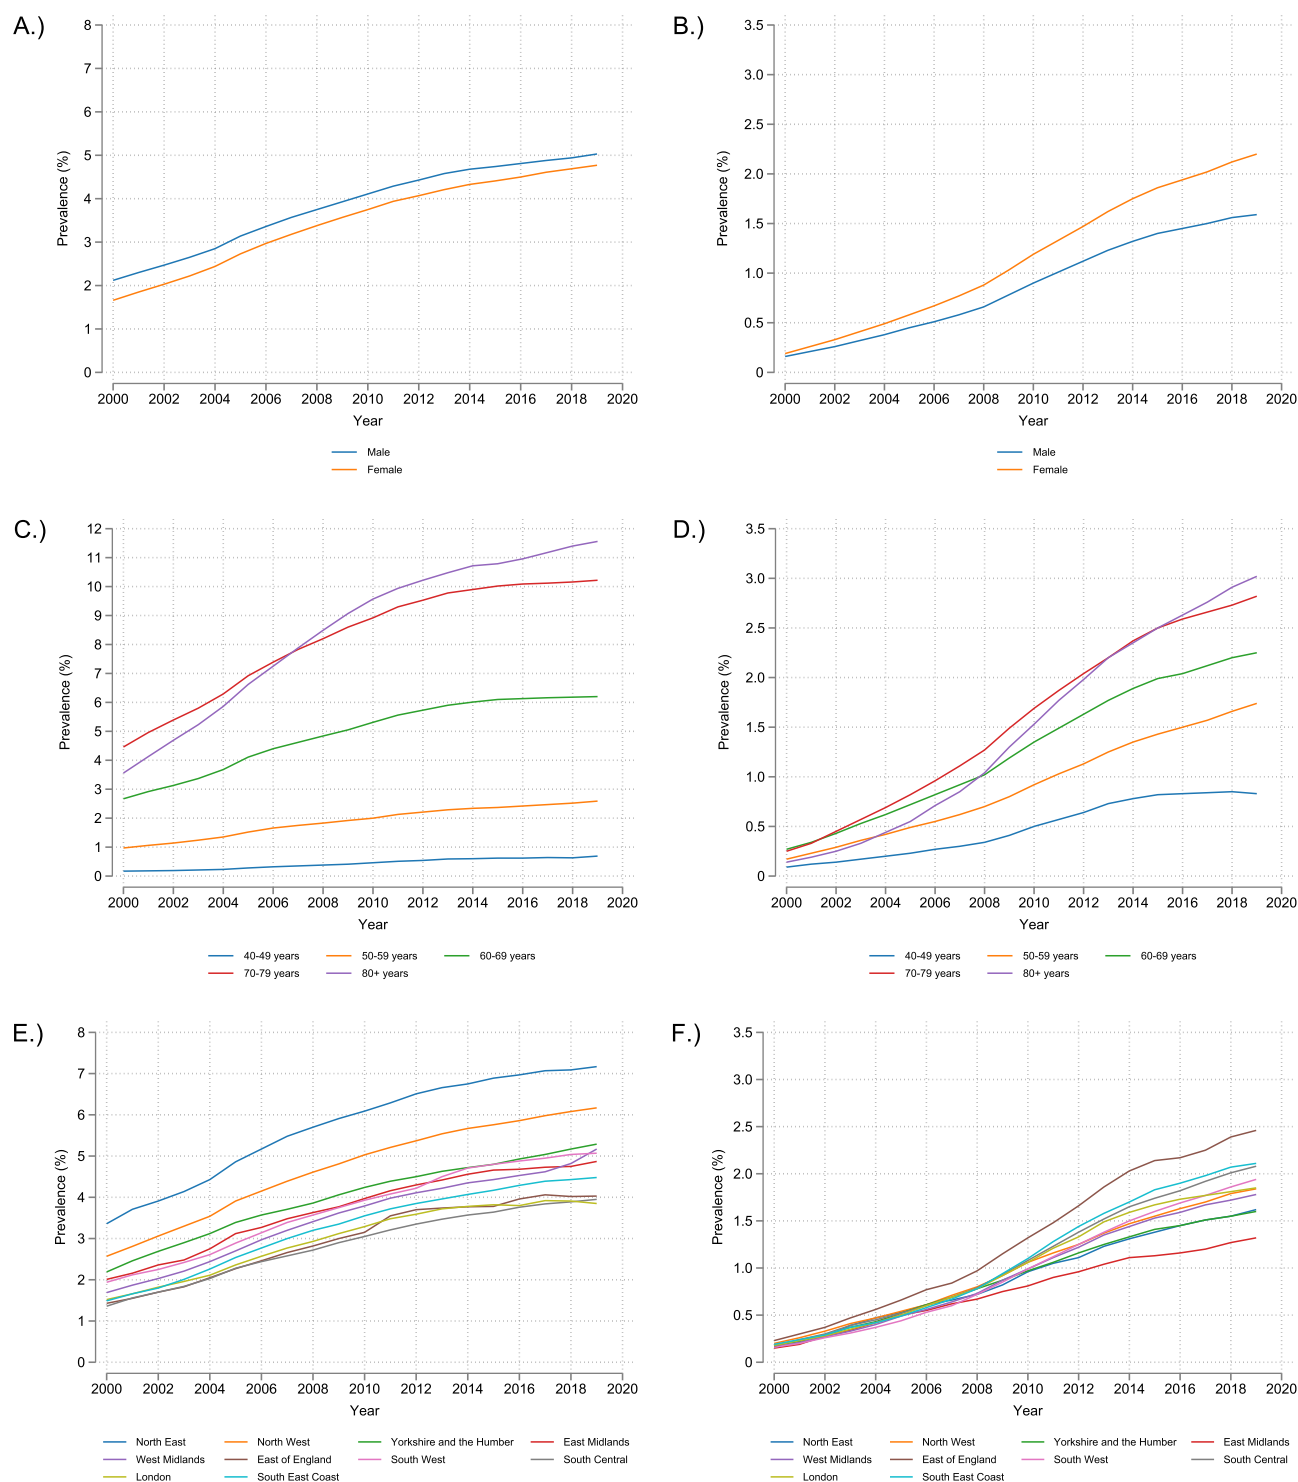 A.)
B.)
8
7
6
5
4
3
2
1
0
Prevalence (%)
2000 2002 2004 2006 2008 2010 2012 2014 2016 2018 2020
Year
Male
Female
3.5
3.0
2.5
2.0
1.5
1.0
0.5
0
Prevalence (%)
2000 2002 2004 2006 2008 2010 2012 2014 2016 2018 2020
Year
Male
Female
C.)
D.)
12
11
10
9
8
7
6
5
4
3
2
1
0
Prevalence (%)
2000 2002 2004 2006 2008 2010 2012 2014 2016 2018 2020
Year
40-49 years 50-59 years 60-69 years
70-79 years 80+ years
3.5
3.0
2.5
2.0
1.5
1.0
0.5
0
Prevalence (%)
2000 2002 2004 2006 2008 2010 2012 2014 2016 2018 2020
Year
40-49 years 50-59 years 60-69 years
70-79 years 80+ years
E.)
F.)
8
7
6
5
4
3
2
1
0
Prevalence (%)
2000 2002 2004 2006 2008 2010 2012 2014 2016 2018 2020
Year
North East North West Yorkshire and the Humber East Midlands
West Midlands East of England South West South Central
London South East Coast
3.5
3.0
2.5
2.0
1.5
1.0
0.5
0
Prevalence (%)
2000 2002 2004 2006 2008 2010 2012 2014 2016 2018 2020
Year
North East North West Yorkshire and the Humber East Midlands
West Midlands East of England South West South Central
London South East Coast